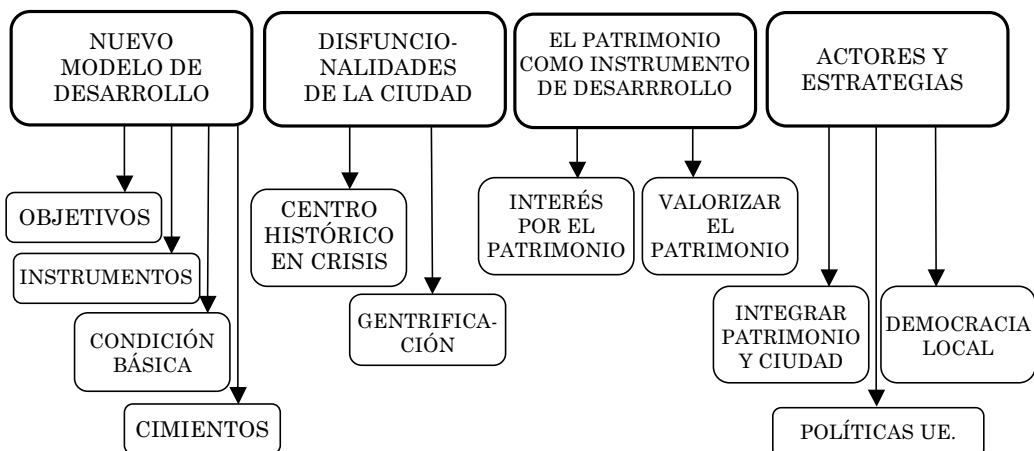 NUEVO
MODELO DE
DESARROLLO
DISFUNCIO-
NALIDADES
DE LA CIUDAD
EL PATRIMONIO
COMO INSTRUMENTO
DE DESARRROLLO
ACTORES Y
ESTRATEGIAS
OBJETIVOS
INSTRUMENTOS
CONDICIÓN
BÁSICA
CIMIENTOS
CENTRO
HISTÓRICO
EN CRISIS
GENTRIFICA-
CIÓN
INTERÉS
POR EL
PATRIMONIO
VALORIZAR
EL
PATRIMONIO
INTEGRAR
PATRIMONIO
Y CIUDAD
POLÍTICAS UE.
DEMOCRACIA
LOCAL